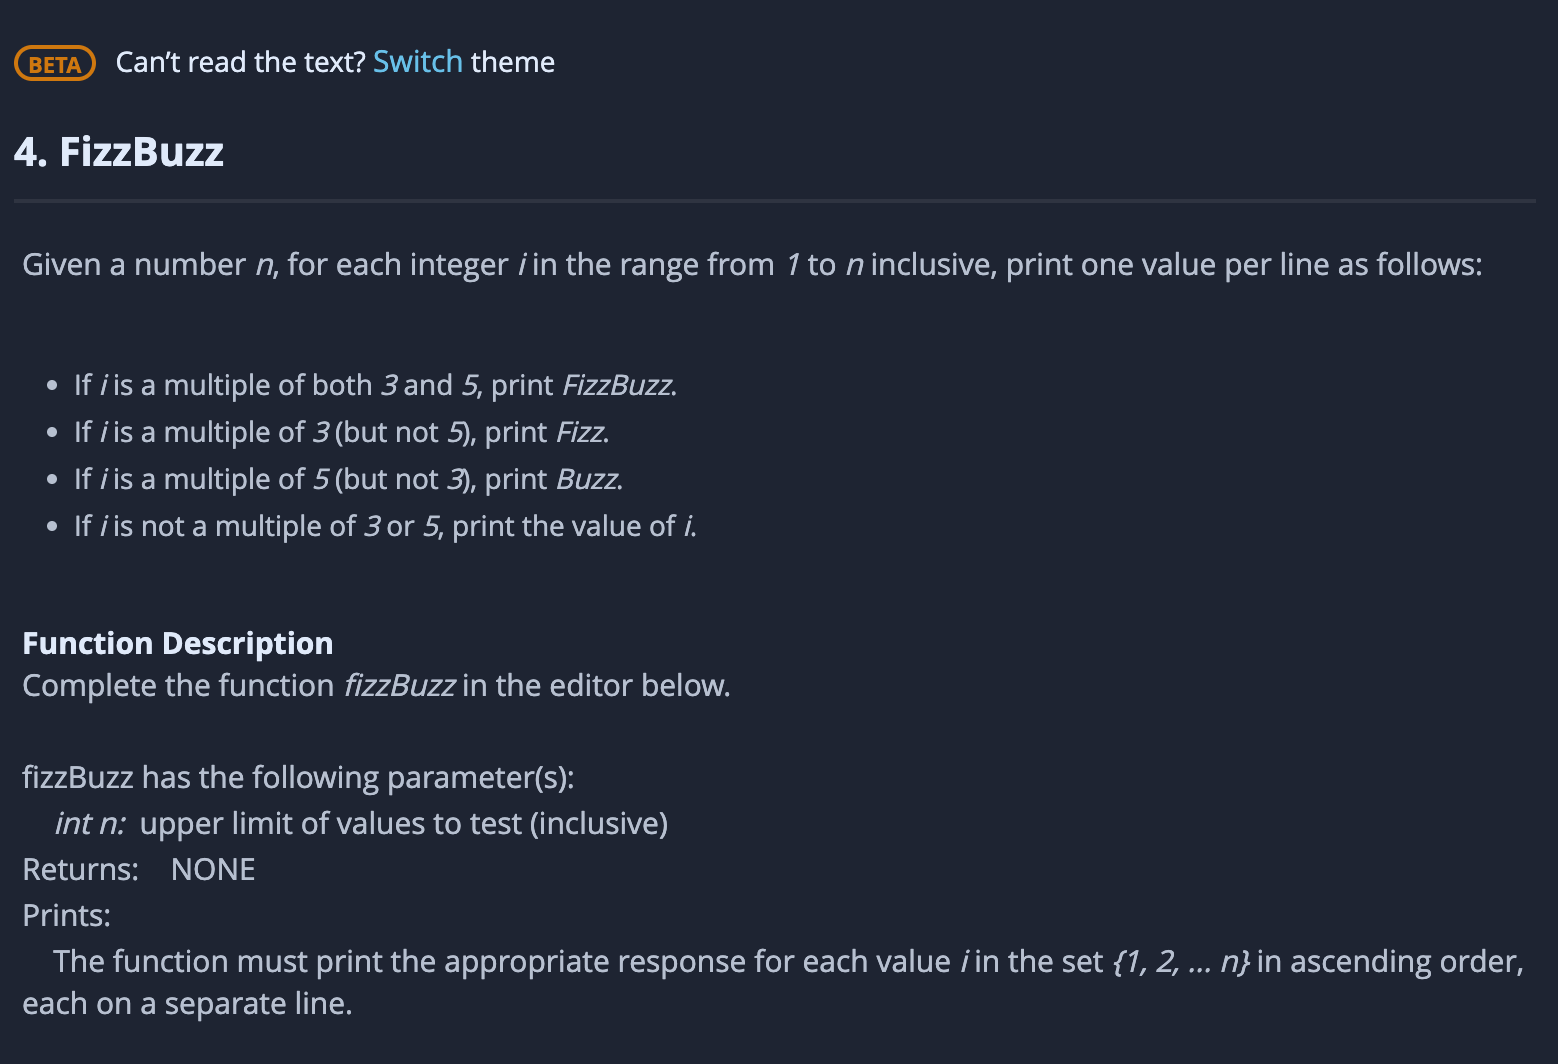 BETA Can’t read the text? Switch theme
4. FizzBuzz
Given a number n, for each integer i in the range from 1 to n inclusive, print one value per line as follows:
• If i is a multiple of both 3 and 5, print FizzBuzz.
• If i is a multiple of 3 (but not 5), print Fizz.
• If i is a multiple of 5 (but not 3), print Buzz.
• If i is not a multiple of 3 or 5, print the value of i.
Function Description
Complete the function fizzBuzz in the editor below.
fizzBuzz has the following parameter(s):
int n: upper limit of values to test (inclusive)
Returns: NONE
Prints:
The function must print the appropriate response for each value i in the set {1, 2, ... n} in ascending order,
each on a separate line.